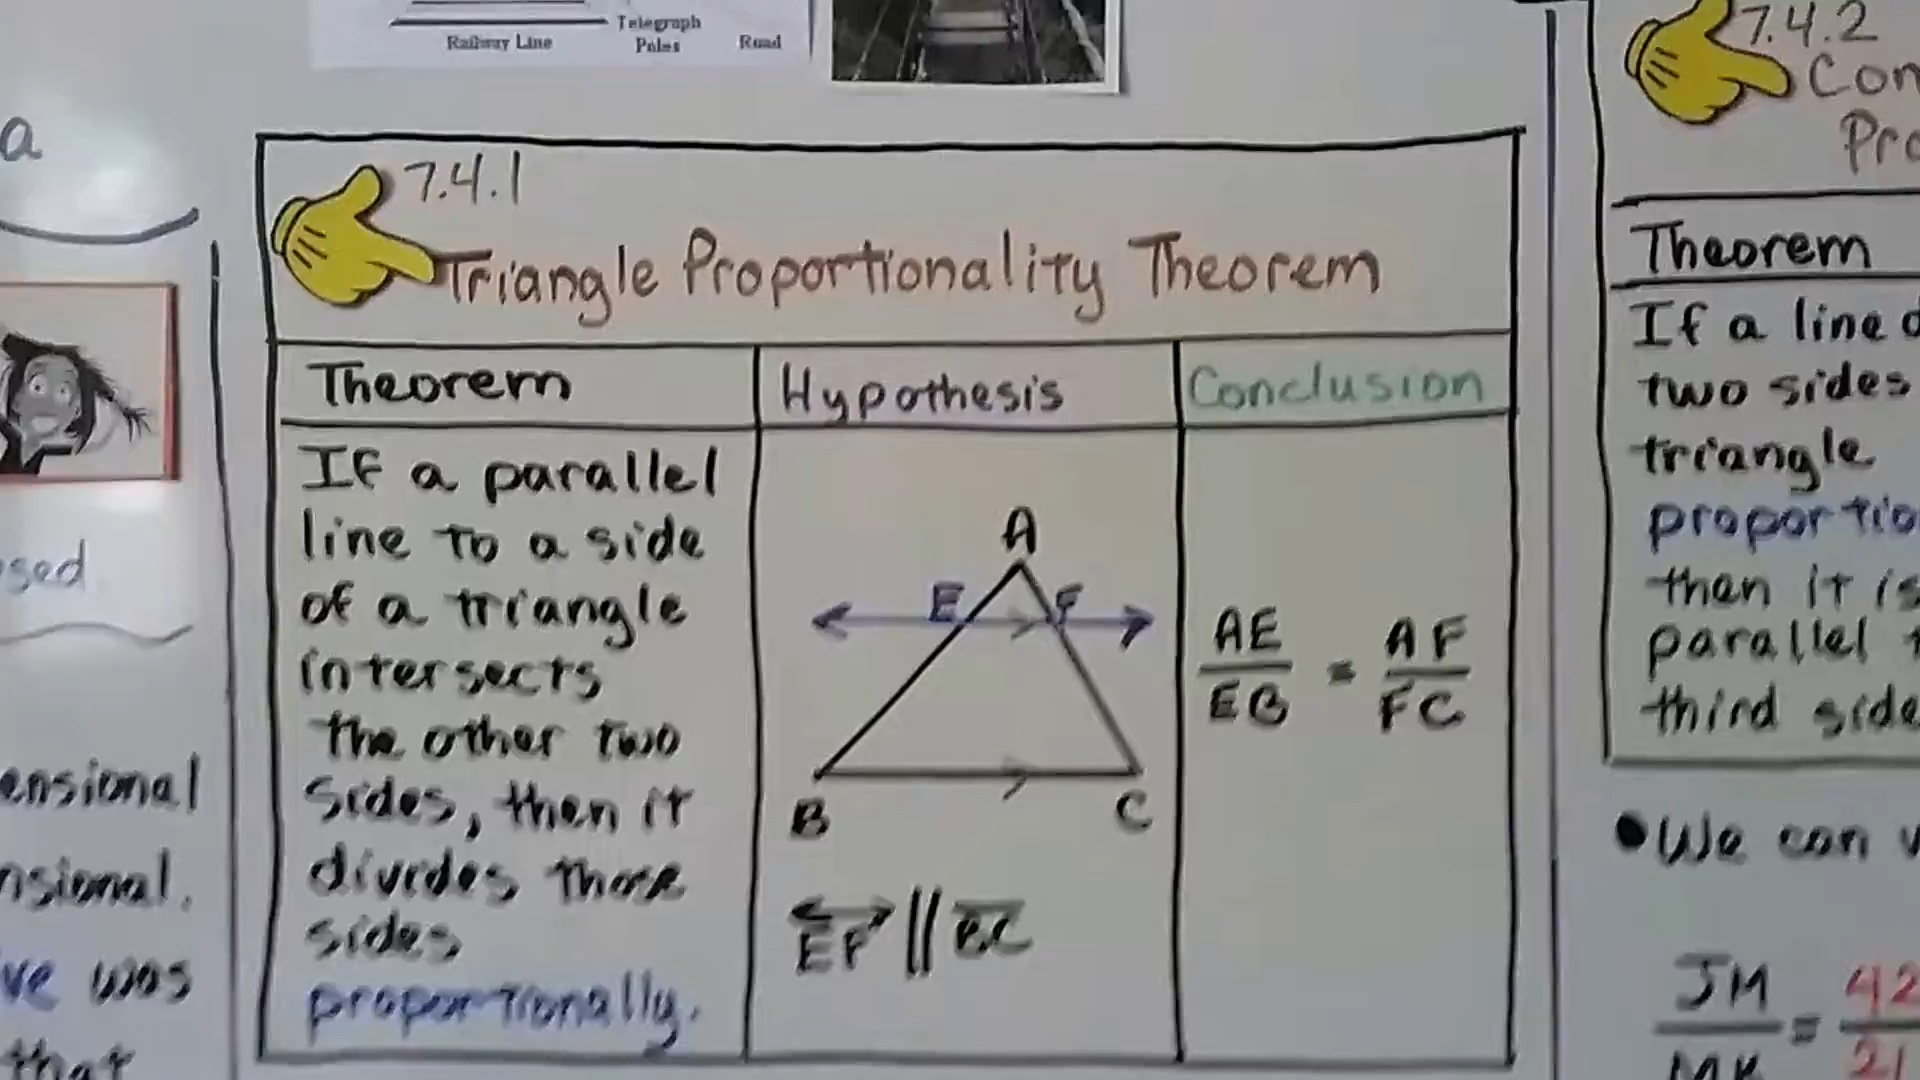 Telegraph
Railway Line Poles Road
a
7.4.1
Triangle Proportionality Theorem
Theorem
Hypothesis
Conclusion
If a parallel
line to a side
of a triangle
intersects
the other two
sides, then it
divides those
sides
proportionally.
A
E F
B C
EF || BC
AE = AF
EB FC
7.4.2
Con
Pro
Theorem
If a line d
two sides
triangle
proportio
then it is
parallel t
third side
• We can
JM = 42
MK 21
sed
ensional
nsional.
ve was
that